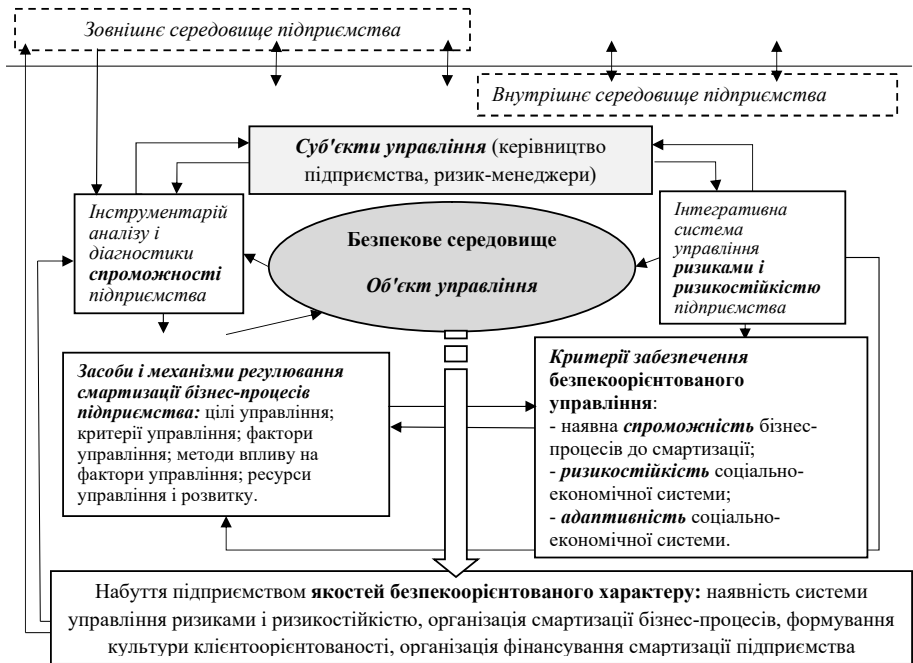 Зовнішнє середовище підприємства
Внутрішнє середовище підприємства
Суб'єкти управління (керівництво
підприємства, ризик-менеджери)
Інструментарій
аналізу і
діагностики
спроможності
підприємства
Безпекове середовище
Об'єкт управління
Інтегративна
система
управління
ризиками і
ризикостійкістю
підприємства
Засоби і механізми регулювання
смартизації бізнес-процесів
підприємства: цілі управління;
критерії управління; фактори
управління; методи впливу на
фактори управління; ресурси
управління і розвитку.
Критерії забезпечення
безпекоорієнтованого
управління:
- наявна спроможність бізнес-
процесів до смартизації;
- ризикостійкість соціально-
економічної системи;
- адаптивність соціально-
економічної системи.
Набуття підприємством якостей безпекоорієнтованого характеру: наявність системи
управління ризиками і ризикостійкістю, організація смартизації бізнес-процесів, формування
культури клієнтоорієнтованості, організація фінансування смартизації підприємства